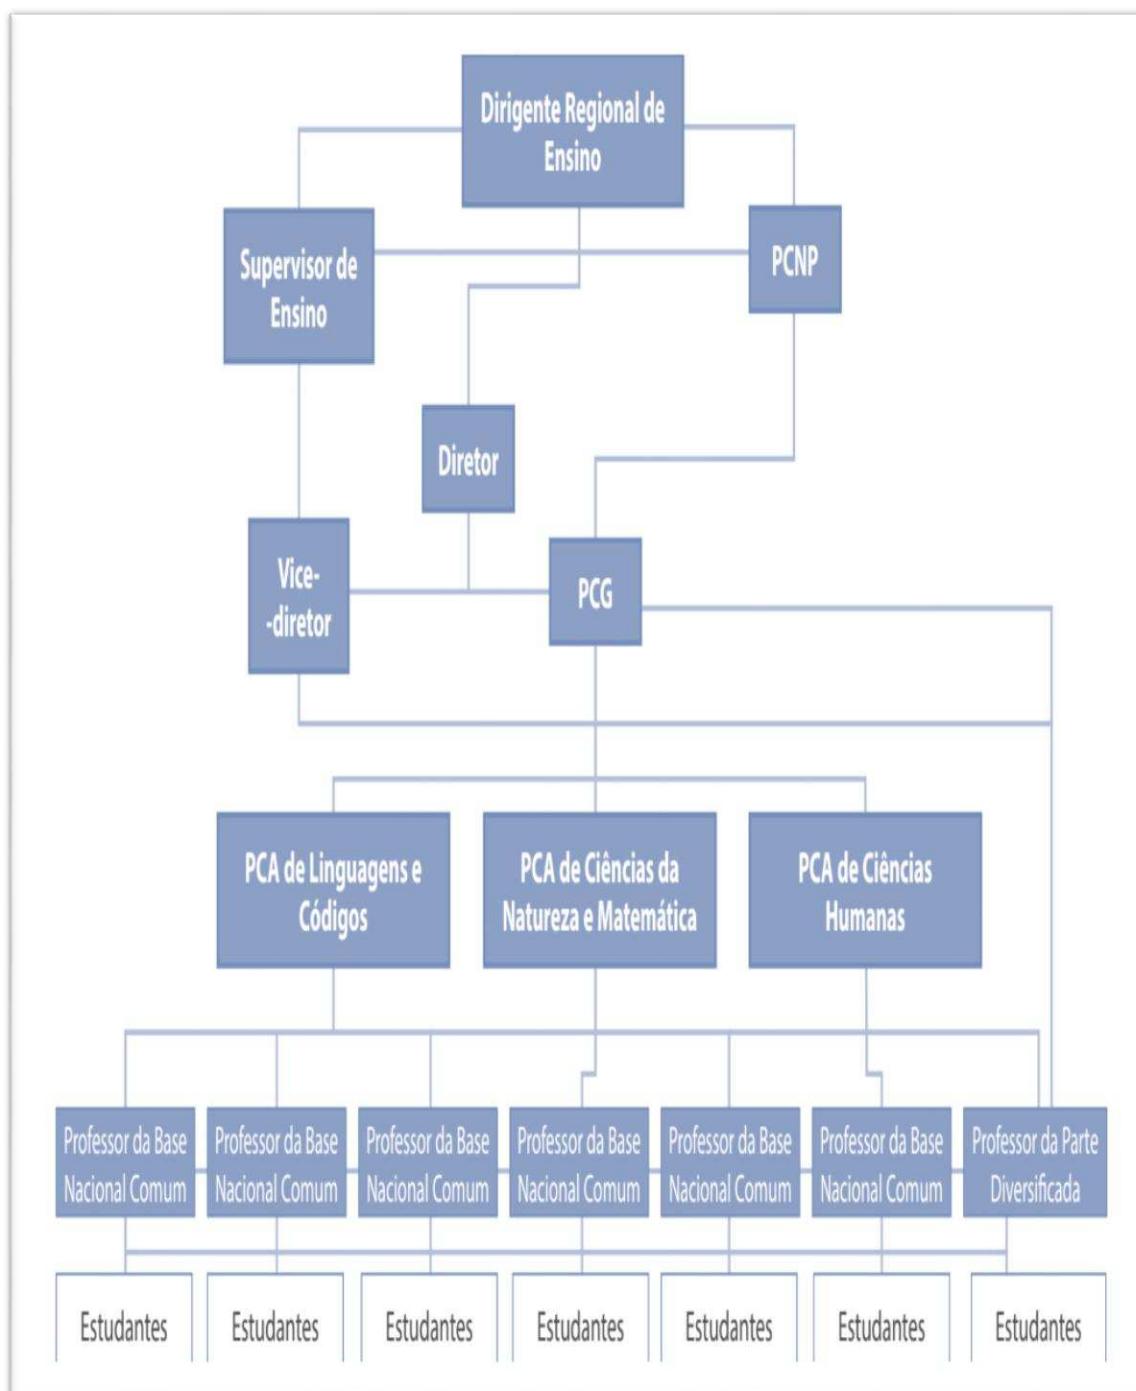 Dirigente Regional de
Ensino
Supervisor de
Ensino
PCNP
Diretor
Vice-
-diretor
PCG
PCA de Linguagens e
Códigos
PCA de Ciências da
Natureza e Matemática
PCA de Ciências
Humanas
Professor da Base
Nacional Comum
Professor da Base
Nacional Comum
Professor da Base
Nacional Comum
Professor da Base
Nacional Comum
Professor da Base
Nacional Comum
Professor da Base
Nacional Comum
Professor da Parte
Diversificada
Estudantes
Estudantes
Estudantes
Estudantes
Estudantes
Estudantes
Estudantes